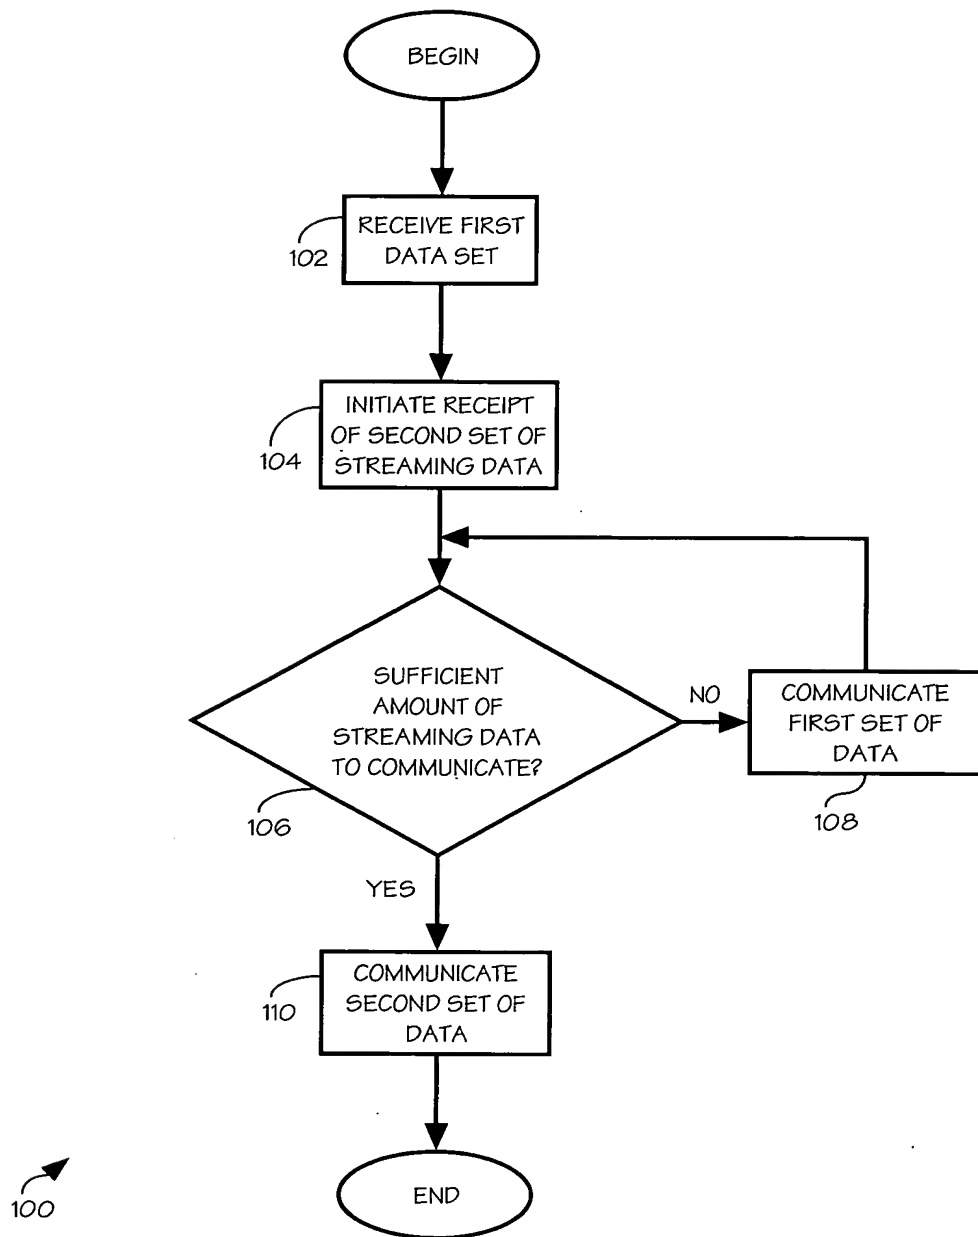 BEGIN
RECEIVE FIRST
DATA SET
102
INITIATE RECEIPT
OF SECOND SET OF
STREAMING DATA
104
SUFFICIENT
AMOUNT OF
STREAMING DATA
TO COMMUNICATE?
106
NO
COMMUNICATE
FIRST SET OF
DATA
108
YES
COMMUNICATE
SECOND SET OF
DATA
110
END
100